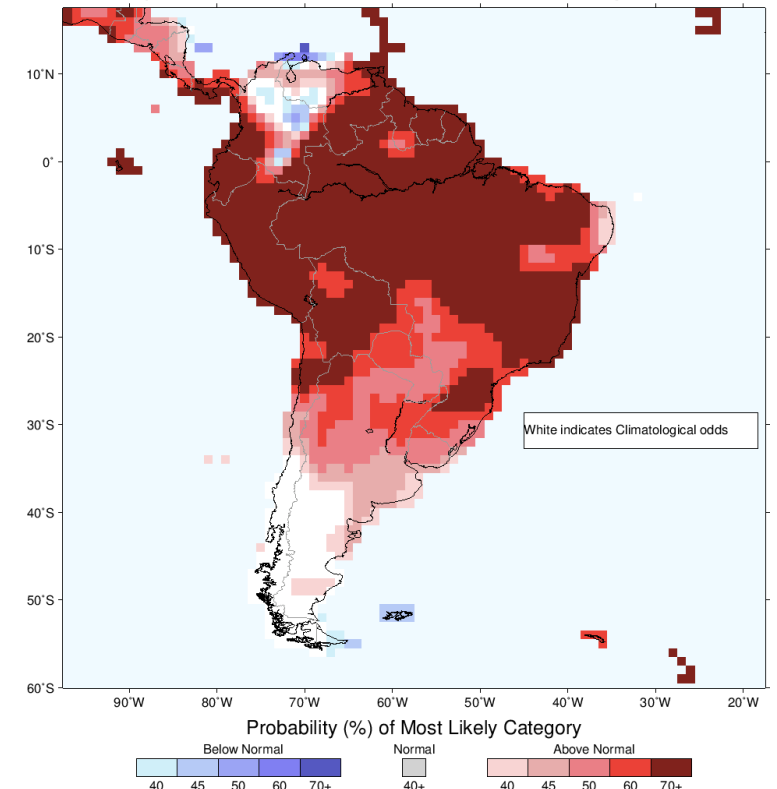 10˚N
0˚
10˚S
20˚S
30˚S
40˚S
50˚S
60˚S
White indicates Climatological odds
90˚W 80˚W 70˚W 60˚W 50˚W 40˚W 30˚W 20˚W
Probability (%) of Most Likely Category
Below Normal Normal Above Normal
40 45 50 60 70+ 40+ 40 45 50 60 70+